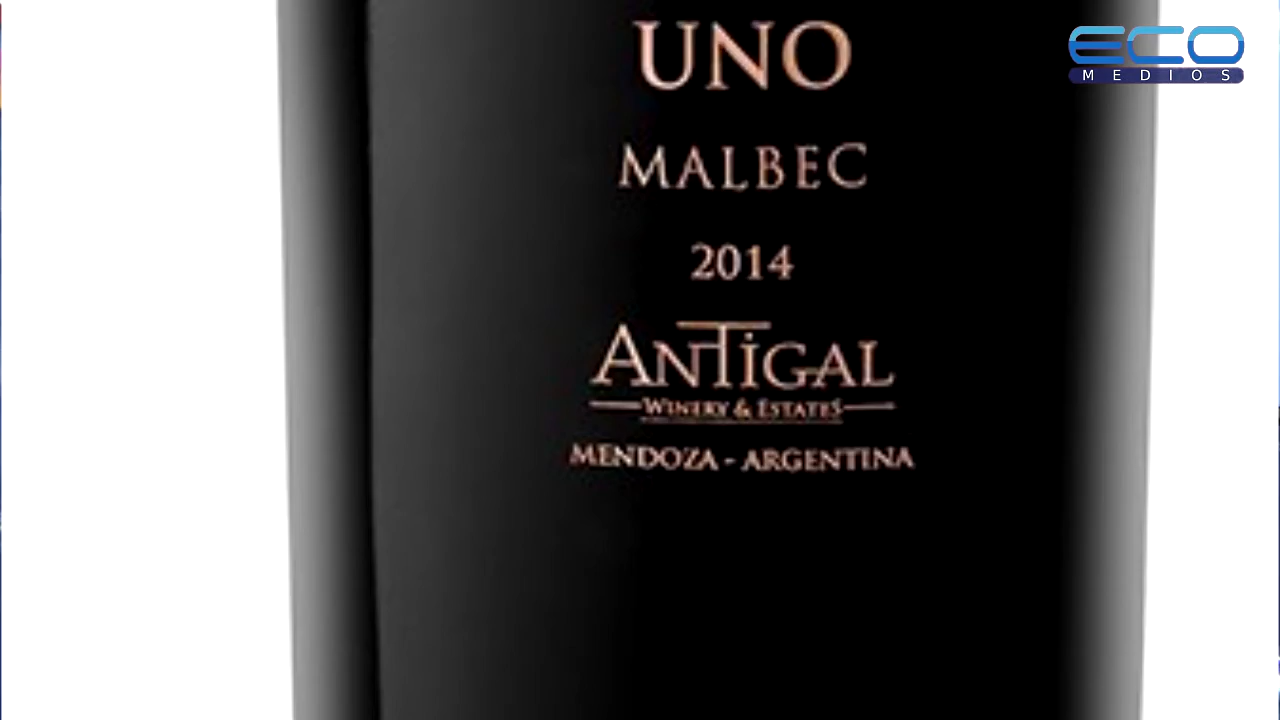 UNO
MALBEC
2014
ANTIGAL
WINERY & ESTATES
MENDOZA - ARGENTINA
ECO
MEDIOS